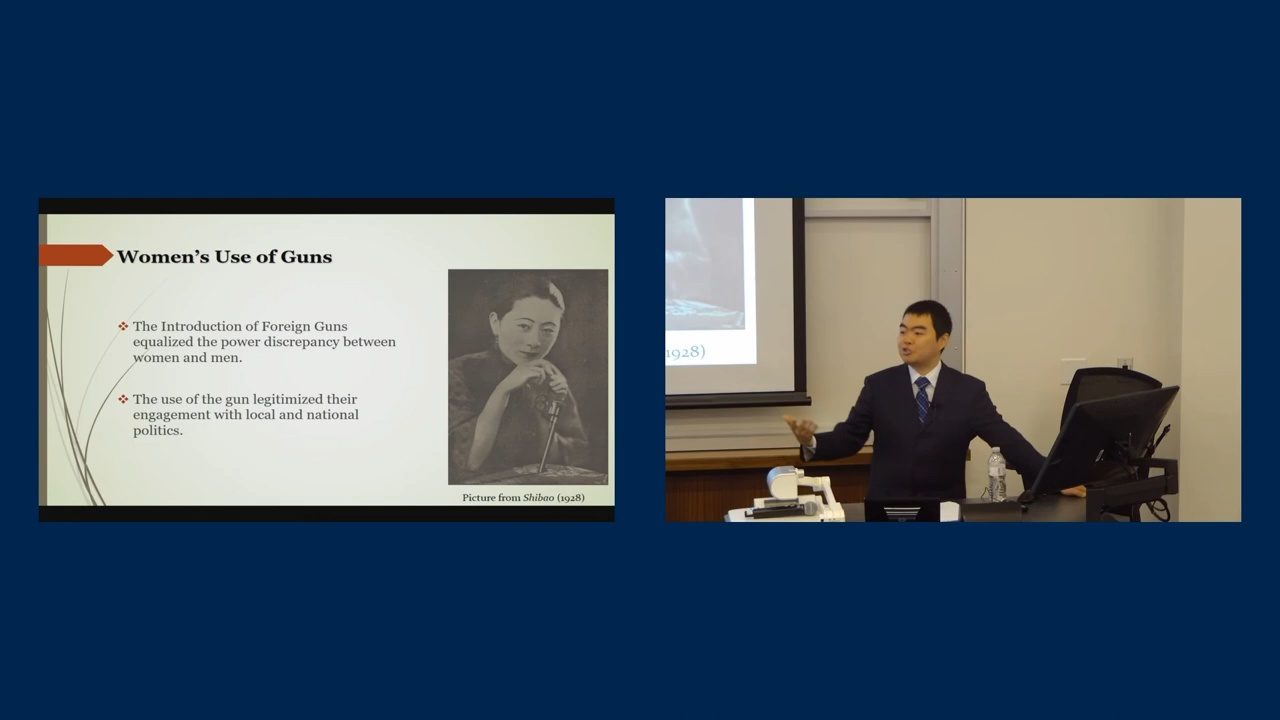 Women's Use of Guns
❖ The Introduction of Foreign Guns
equalized the power discrepancy between
women and men.
❖ The use of the gun legitimized their
engagement with local and national
politics.
Picture from Shibao (1928)
1928)